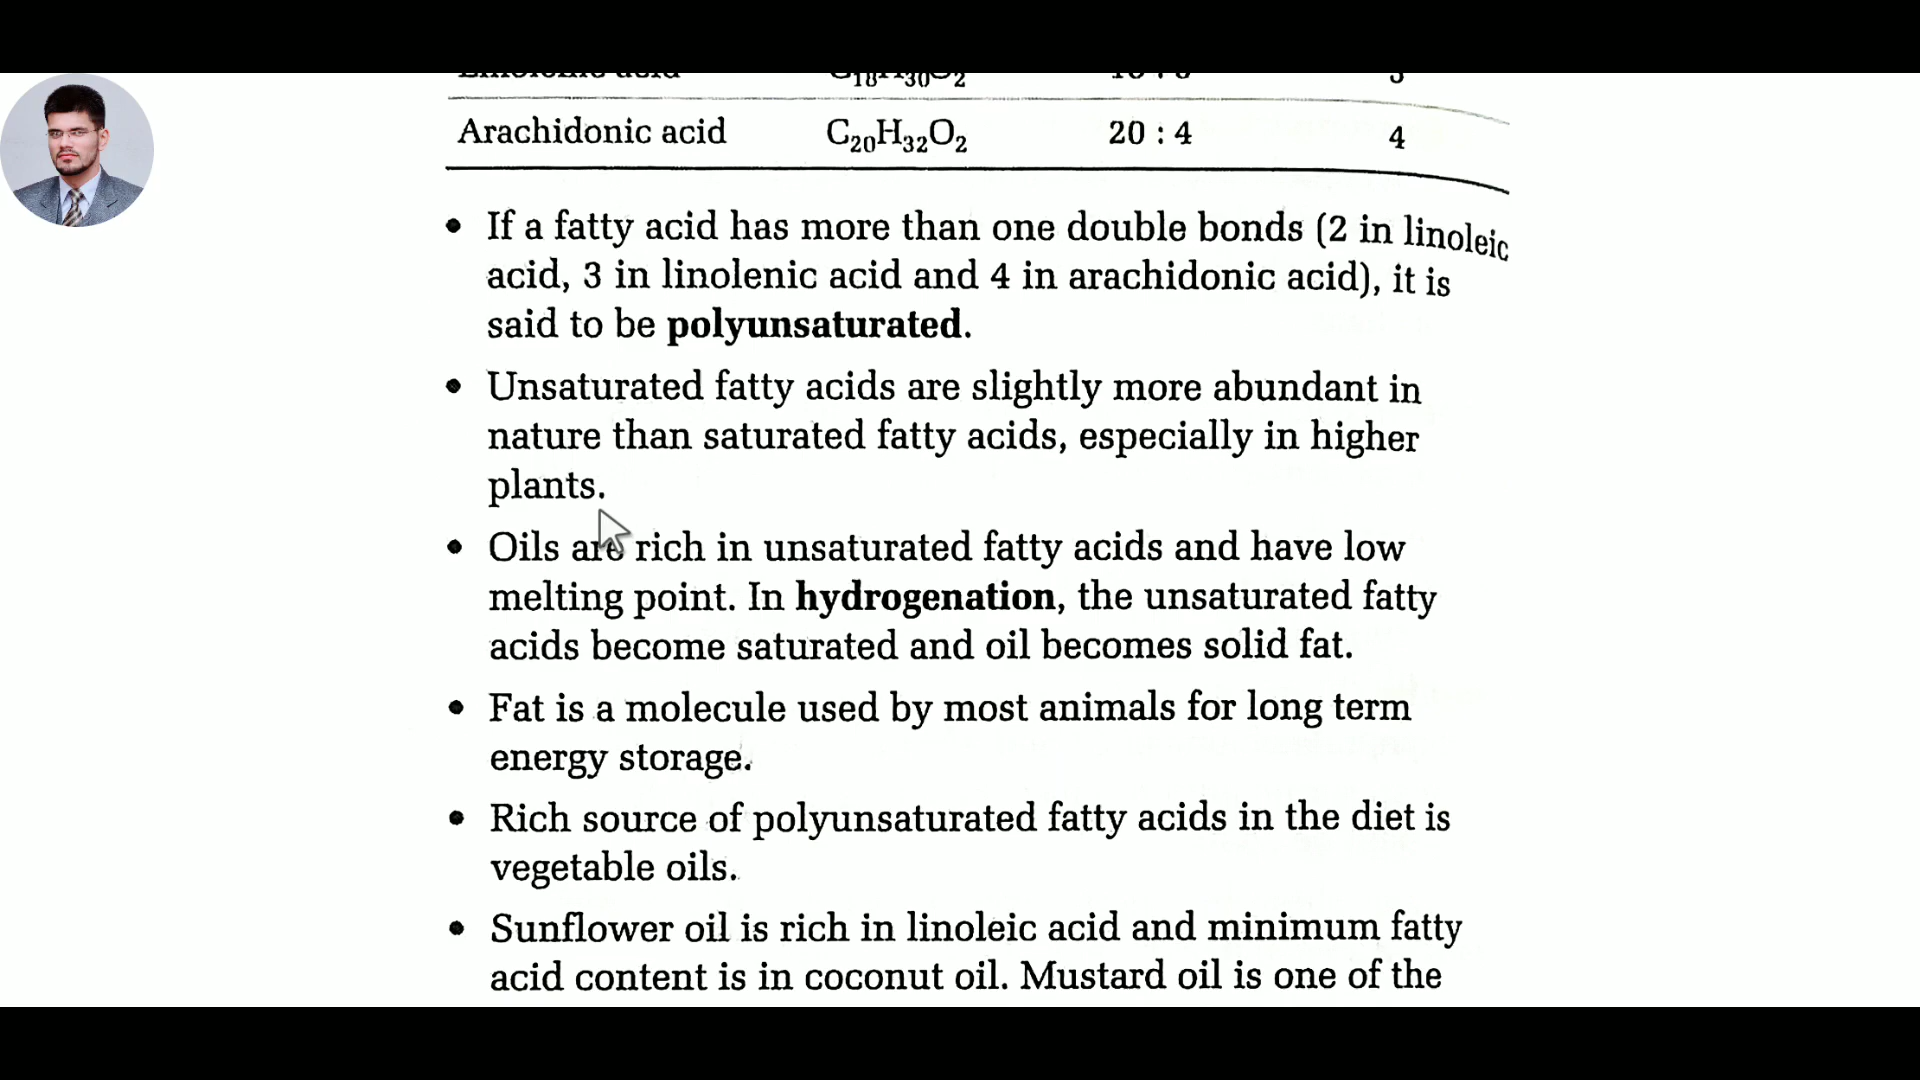 Linolenic acid C₁₈H₃₀O₂ 3
Arachidonic acid C₂₀H₃₂O₂ 20 : 4 4
• If a fatty acid has more than one double bonds (2 in linoleic
acid, 3 in linolenic acid and 4 in arachidonic acid), it is
said to be polyunsaturated.
• Unsaturated fatty acids are slightly more abundant in
nature than saturated fatty acids, especially in higher
plants.
• Oils are rich in unsaturated fatty acids and have low
melting point. In hydrogenation, the unsaturated fatty
acids become saturated and oil becomes solid fat.
• Fat is a molecule used by most animals for long term
energy storage.
• Rich source of polyunsaturated fatty acids in the diet is
vegetable oils.
• Sunflower oil is rich in linoleic acid and minimum fatty
acid content is in coconut oil. Mustard oil is one of the